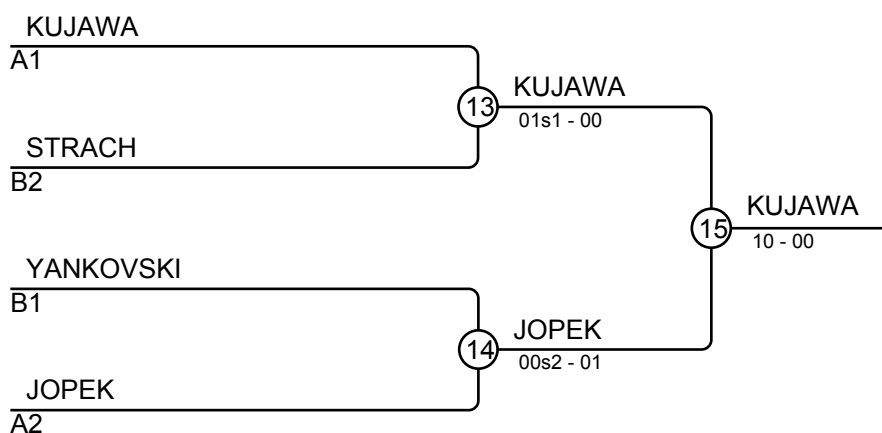 KUJAWA
A1
13
KUJAWA
01s1 - 00
STRACH
B2
15
KUJAWA
10 - 00
YANKOVSKI
B1
14
JOPEK
00s2 - 01
JOPEK
A2